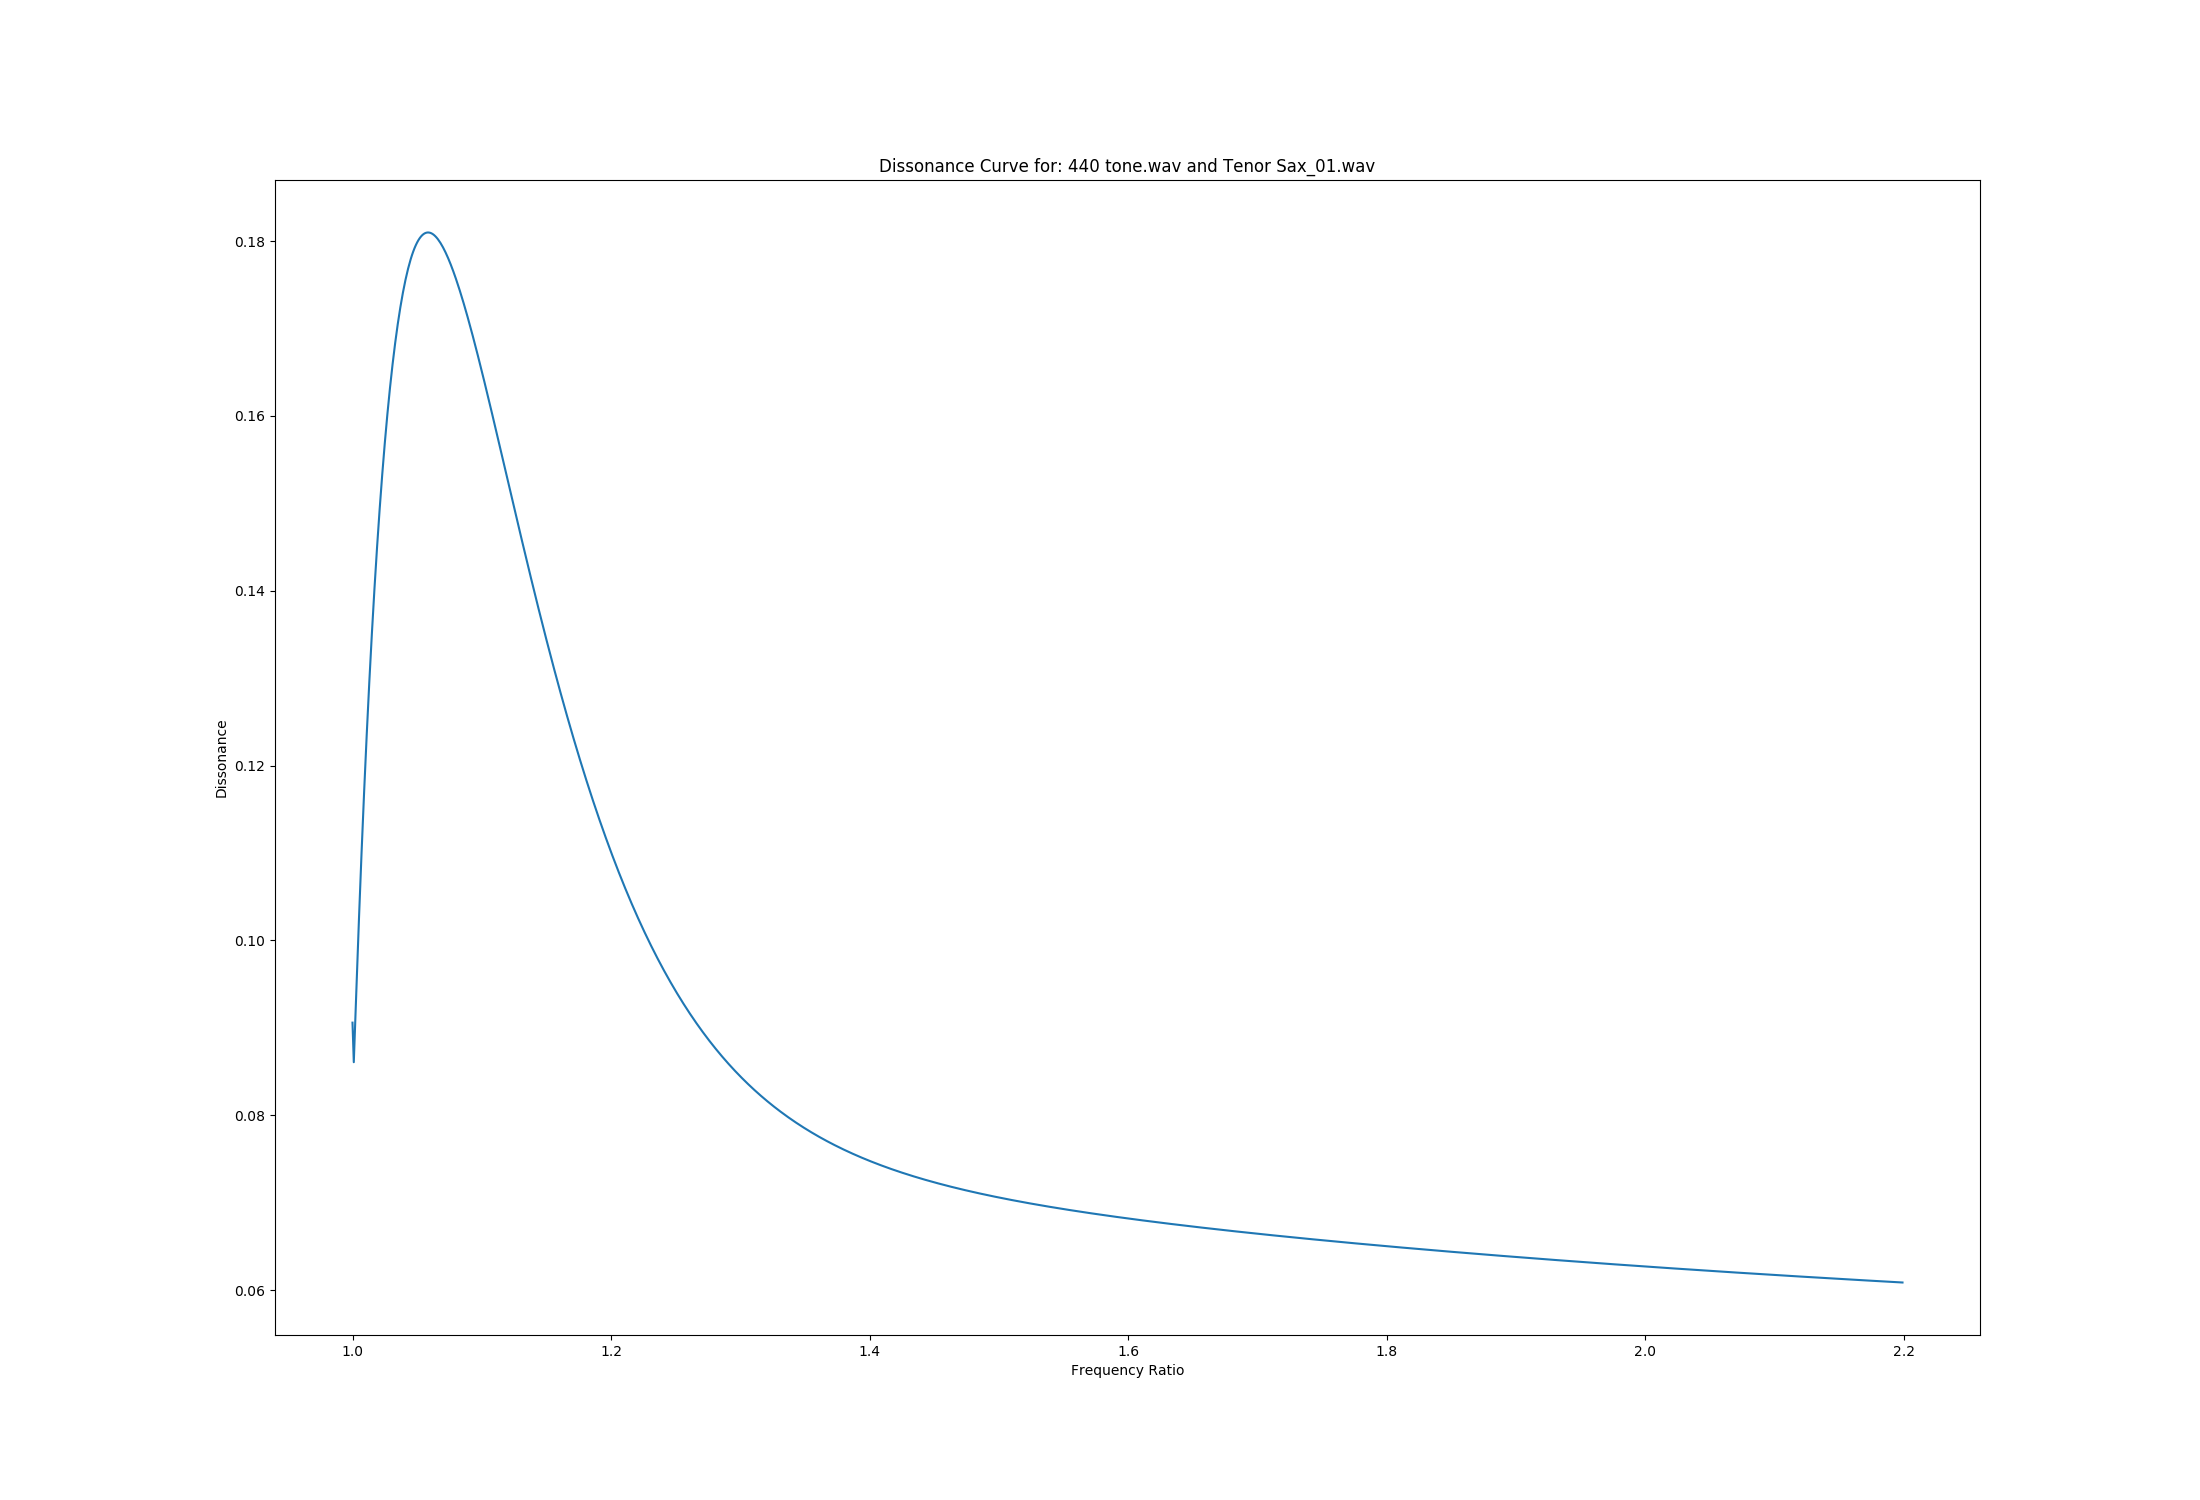 Dissonance Curve for: 440 tone.wav and Tenor Sax_01.wav
0.18
0.16
0.14
0.12
0.10
0.08
0.06
Dissonance
1.0 1.2 1.4 1.6 1.8 2.0 2.2
Frequency Ratio